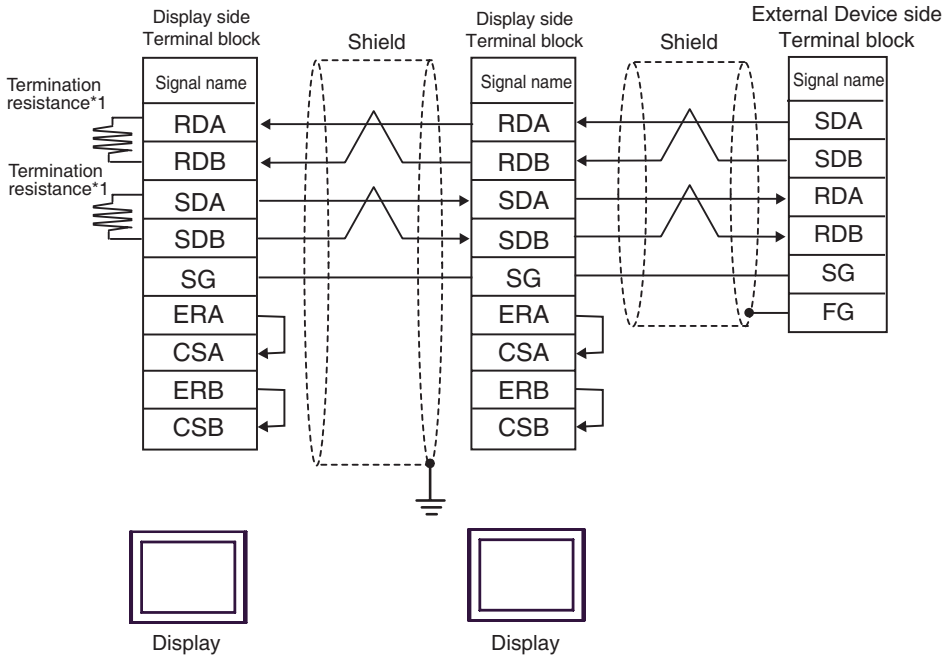 Display side
Terminal block
Shield
Display side
Terminal block
Shield
External Device side
Terminal block
Termination
resistance*1
Termination
resistance*1
Signal name
RDA
RDB
SDA
SDB
SG
ERA
CSA
ERB
CSB
Signal name
RDA
RDB
SDA
SDB
SG
ERA
CSA
ERB
CSB
Signal name
SDA
SDB
RDA
RDB
SG
FG
Display
Display